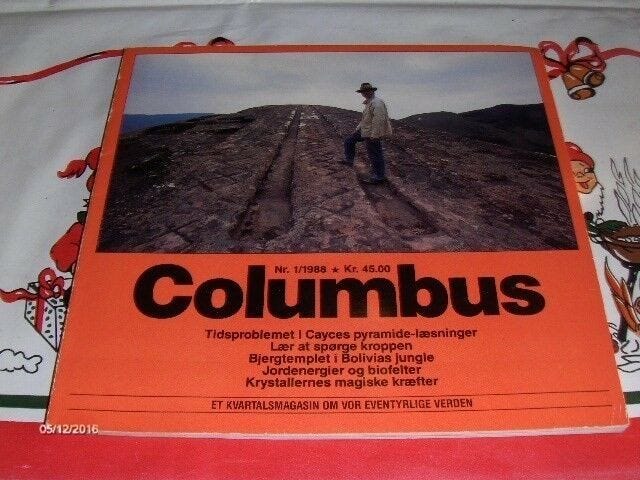 Nr. 1/1988 ★ Kr. 45.00
Columbus
Tidsproblemet i Cayces pyramide-læsninger
Lær at spørge kroppen
Bjergtemplet i Bolivias jungle
Jordenergier og biofelter
Krystallernes magiske kræfter
ET KVARTALSMAGASIN OM VOR EVENTYRLIGE VERDEN
05/12/2016